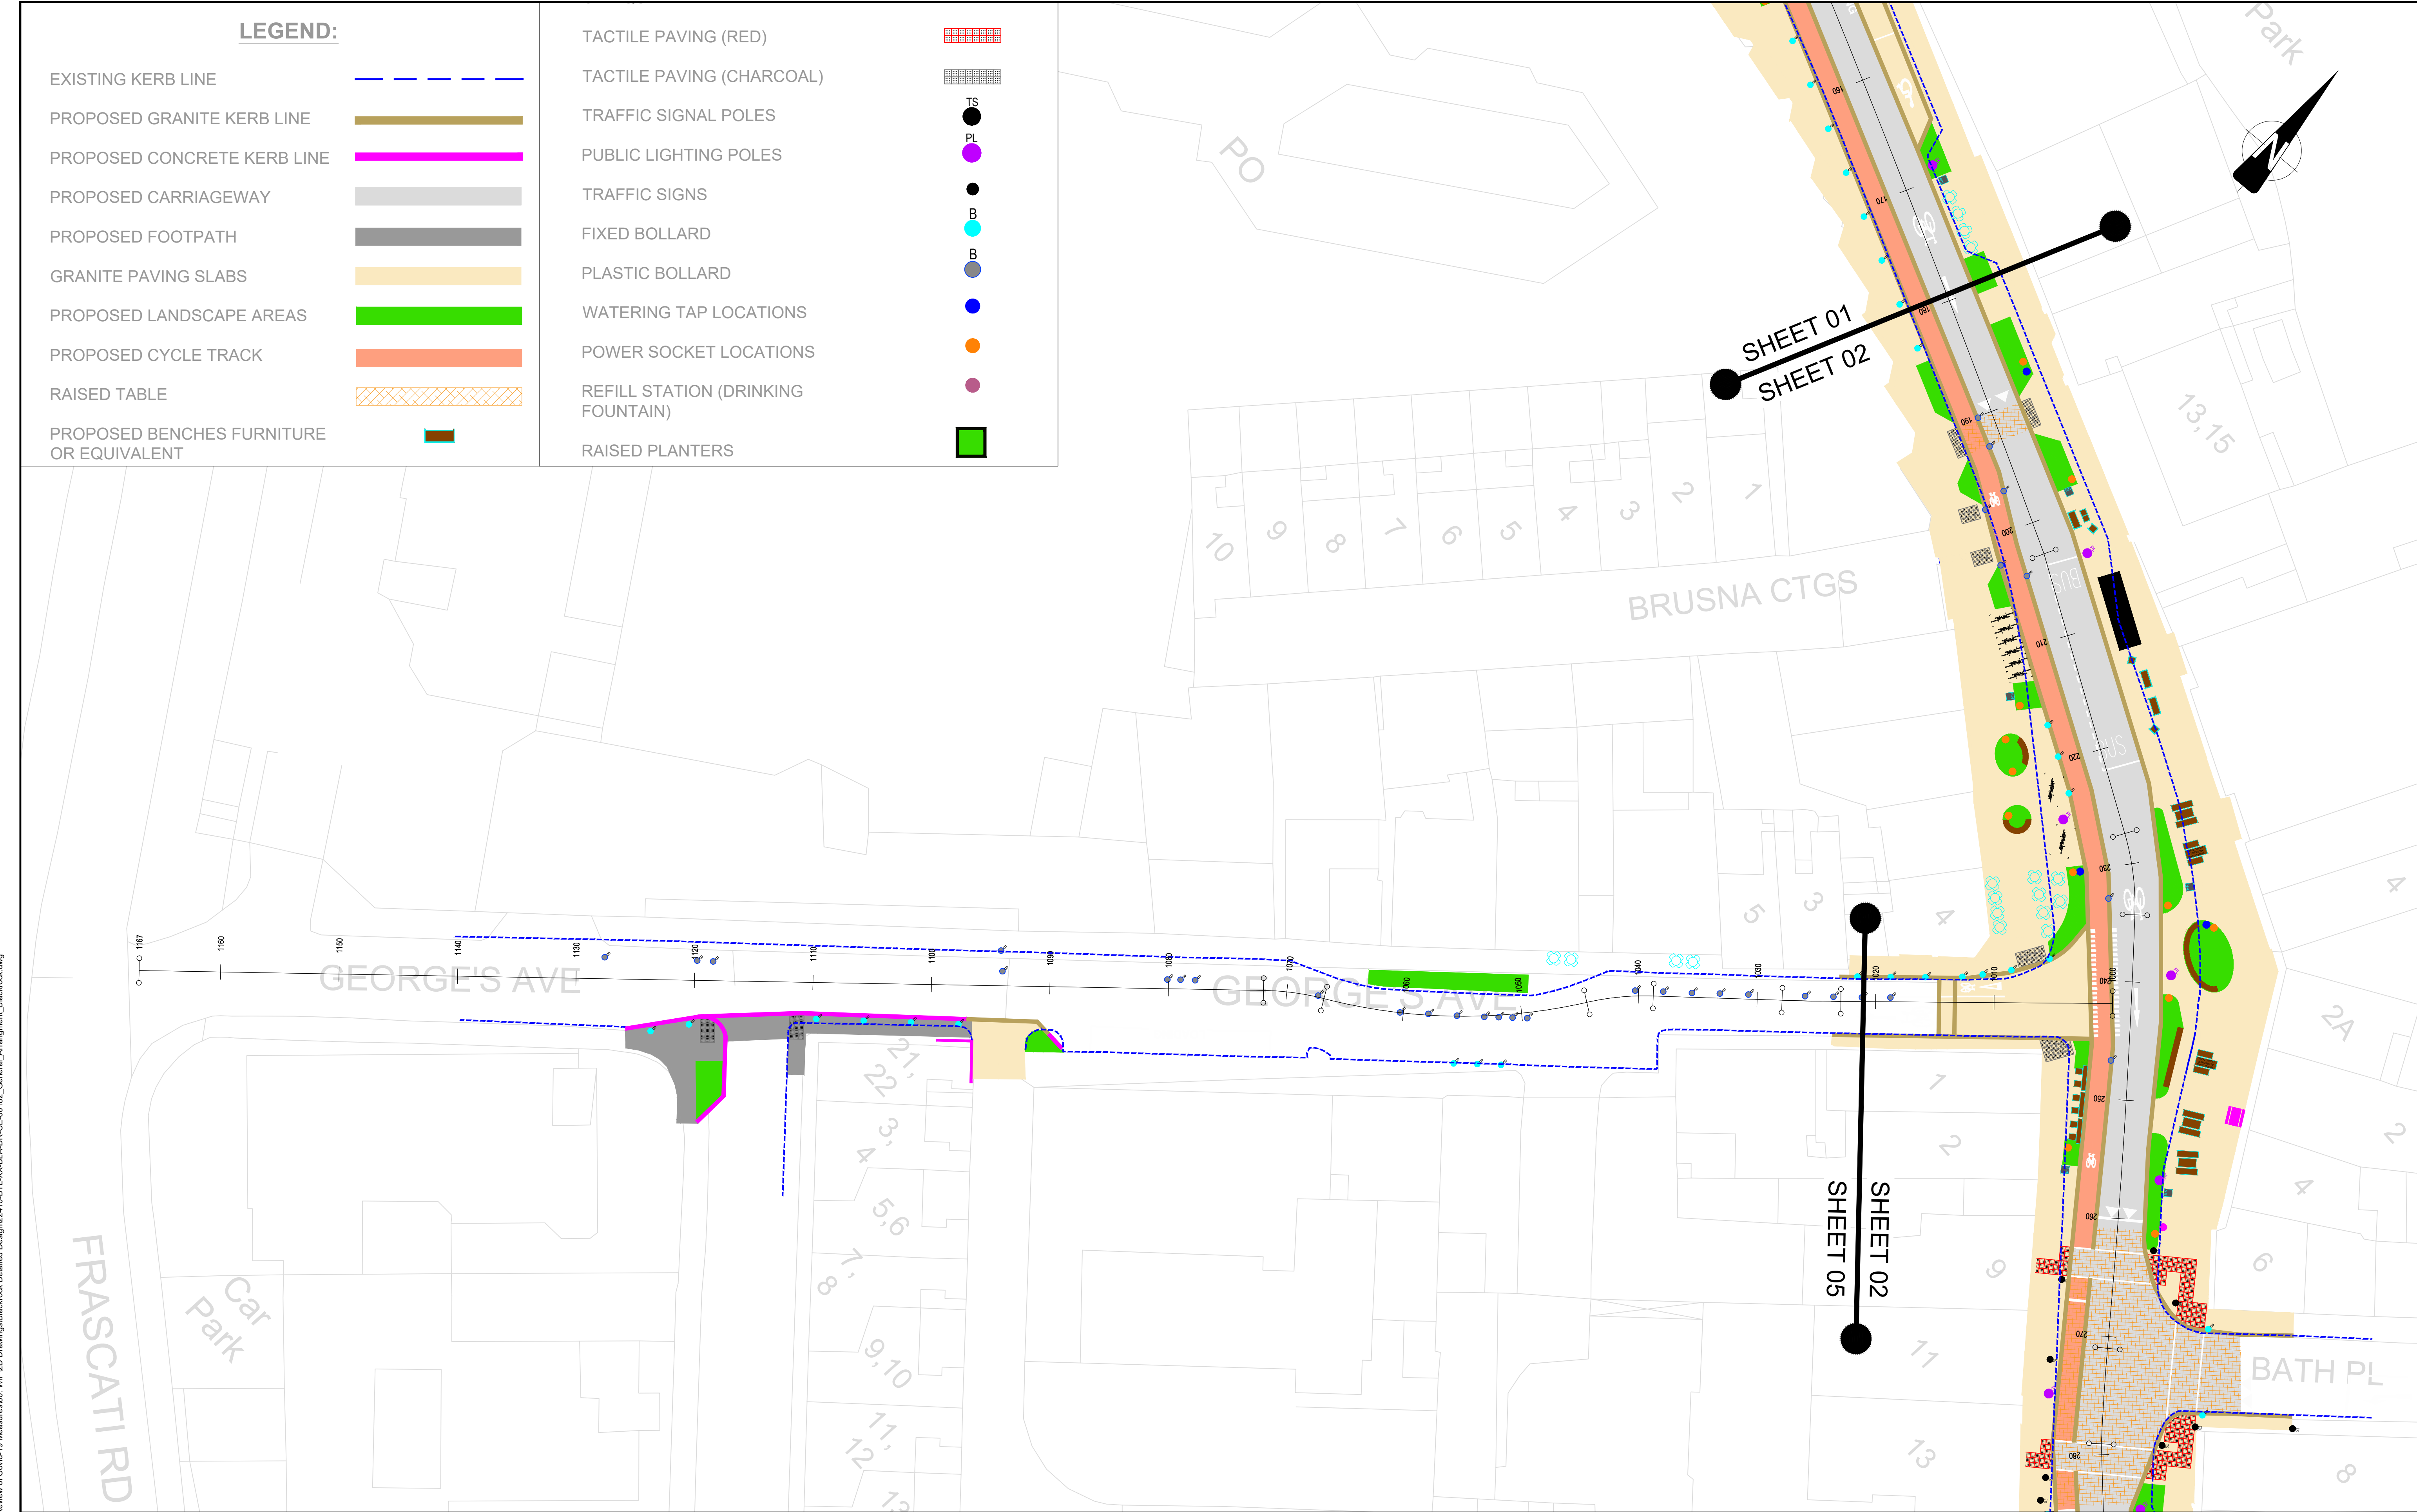 LEGEND:
EXISTING KERB LINE
PROPOSED GRANITE KERB LINE
PROPOSED CONCRETE KERB LINE
PROPOSED CARRIAGEWAY
PROPOSED FOOTPATH
GRANITE PAVING SLABS
PROPOSED LANDSCAPE AREAS
PROPOSED CYCLE TRACK
RAISED TABLE
PROPOSED BENCHES FURNITURE
OR EQUIVALENT
TACTILE PAVING (RED)
TACTILE PAVING (CHARCOAL)
TRAFFIC SIGNAL POLES
TS
PUBLIC LIGHTING POLES
PL
TRAFFIC SIGNS
FIXED BOLLARD
B
PLASTIC BOLLARD
B
WATERING TAP LOCATIONS
POWER SOCKET LOCATIONS
REFILL STATION (DRINKING
FOUNTAIN)
RAISED PLANTERS
PO
Park
N
160
170
180
SHEET 01
SHEET 02
190
13,15
10
9
8
7
6
5
4
3
2
1
BRUSNA CTGS
200
BUS
210
220
BUS
230
5
3
4
4
1167
1160
1150
1140
1130
1120
1110
1100
1090
1080
1070
1060
1050
1040
1030
1020
1010
1000
240
GEORGE'S AVE
GEORGE'S AVE
2A
21,
22
3,
4
5,6
7,
8
9,10
11,
12
1
2
250
2
4
SHEET 05
SHEET 02
260
9
6
FRASCATI RD
Car
Park
11
270
BATH PL
13
280
8